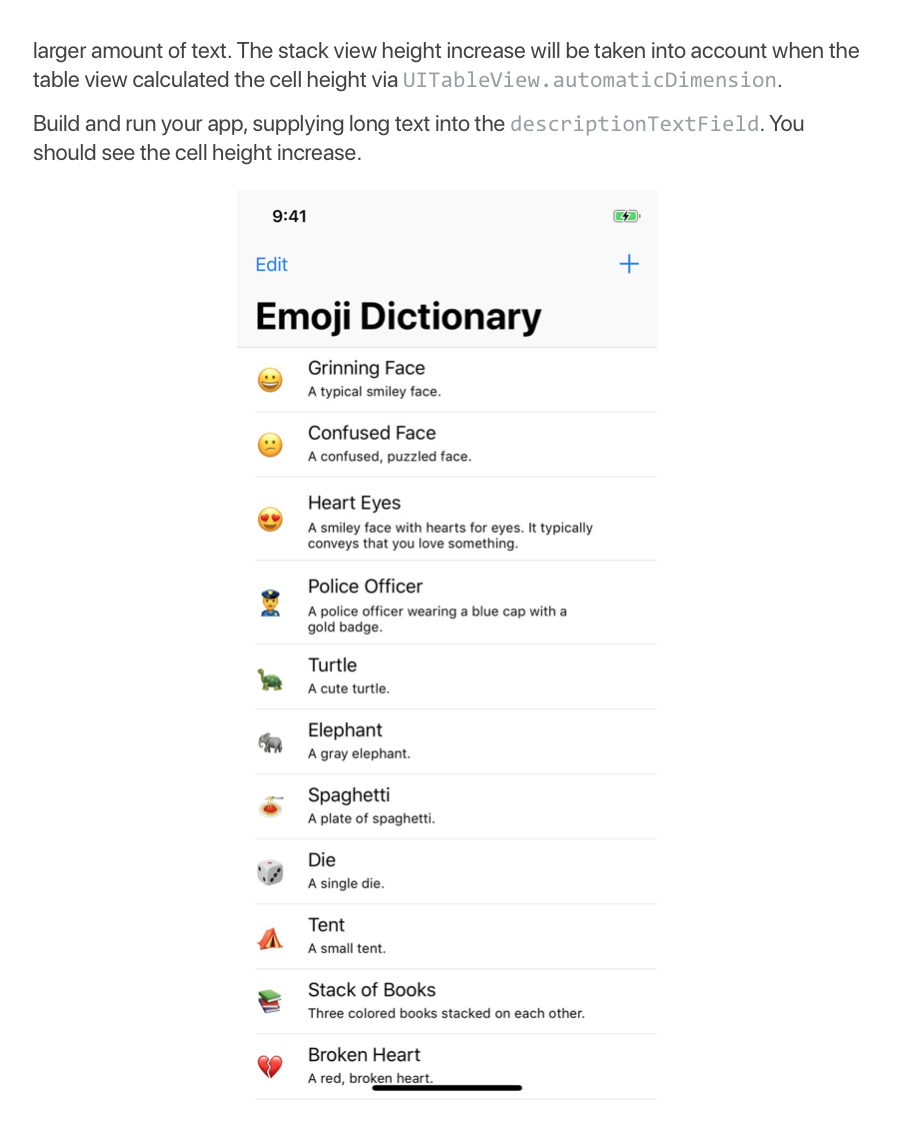 larger amount of text. The stack view height increase will be taken into account when the
table view calculated the cell height via UITableView.automaticDimension.
Build and run your app, supplying long text into the descriptionTextField. You
should see the cell height increase.
9:41
Edit
+
Emoji Dictionary
Grinning Face
A typical smiley face.
Confused Face
A confused, puzzled face.
Heart Eyes
A smiley face with hearts for eyes. It typically
conveys that you love something.
Police Officer
A police officer wearing a blue cap with a
gold badge.
Turtle
A cute turtle.
Elephant
A gray elephant.
Spaghetti
A plate of spaghetti.
Die
A single die.
Tent
A small tent.
Stack of Books
Three colored books stacked on each other.
Broken Heart
A red, broken heart.